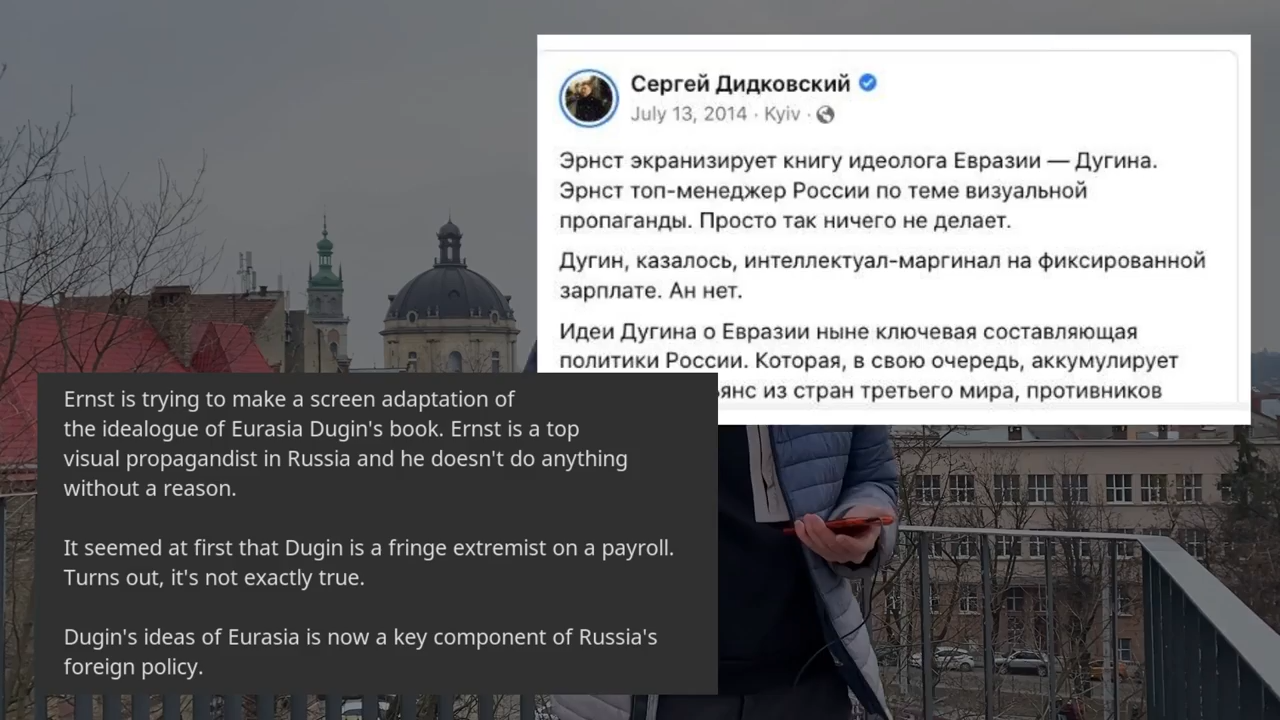 Сергей Дидковский
July 13, 2014 · Kyiv ·
Эрнст экранизирует книгу идеолога Евразии — Дугина.
Эрнст топ-менеджер России по теме визуальной
пропаганды. Просто так ничего не делает.
Дугин, казалось, интеллектуал-маргинал на фиксированной
зарплате. Ан нет.
Идеи Дугина о Евразии ныне ключевая составляющая
политики России. Которая, в свою очередь, аккумулирует
из стран третьего мира, противников
Ernst is trying to make a screen adaptation of
the idealogue of Eurasia Dugin's book. Ernst is a top
visual propagandist in Russia and he doesn't do anything
without a reason.
It seemed at first that Dugin is a fringe extremist on a payroll.
Turns out, it's not exactly true.
Dugin's ideas of Eurasia is now a key component of Russia's
foreign policy.